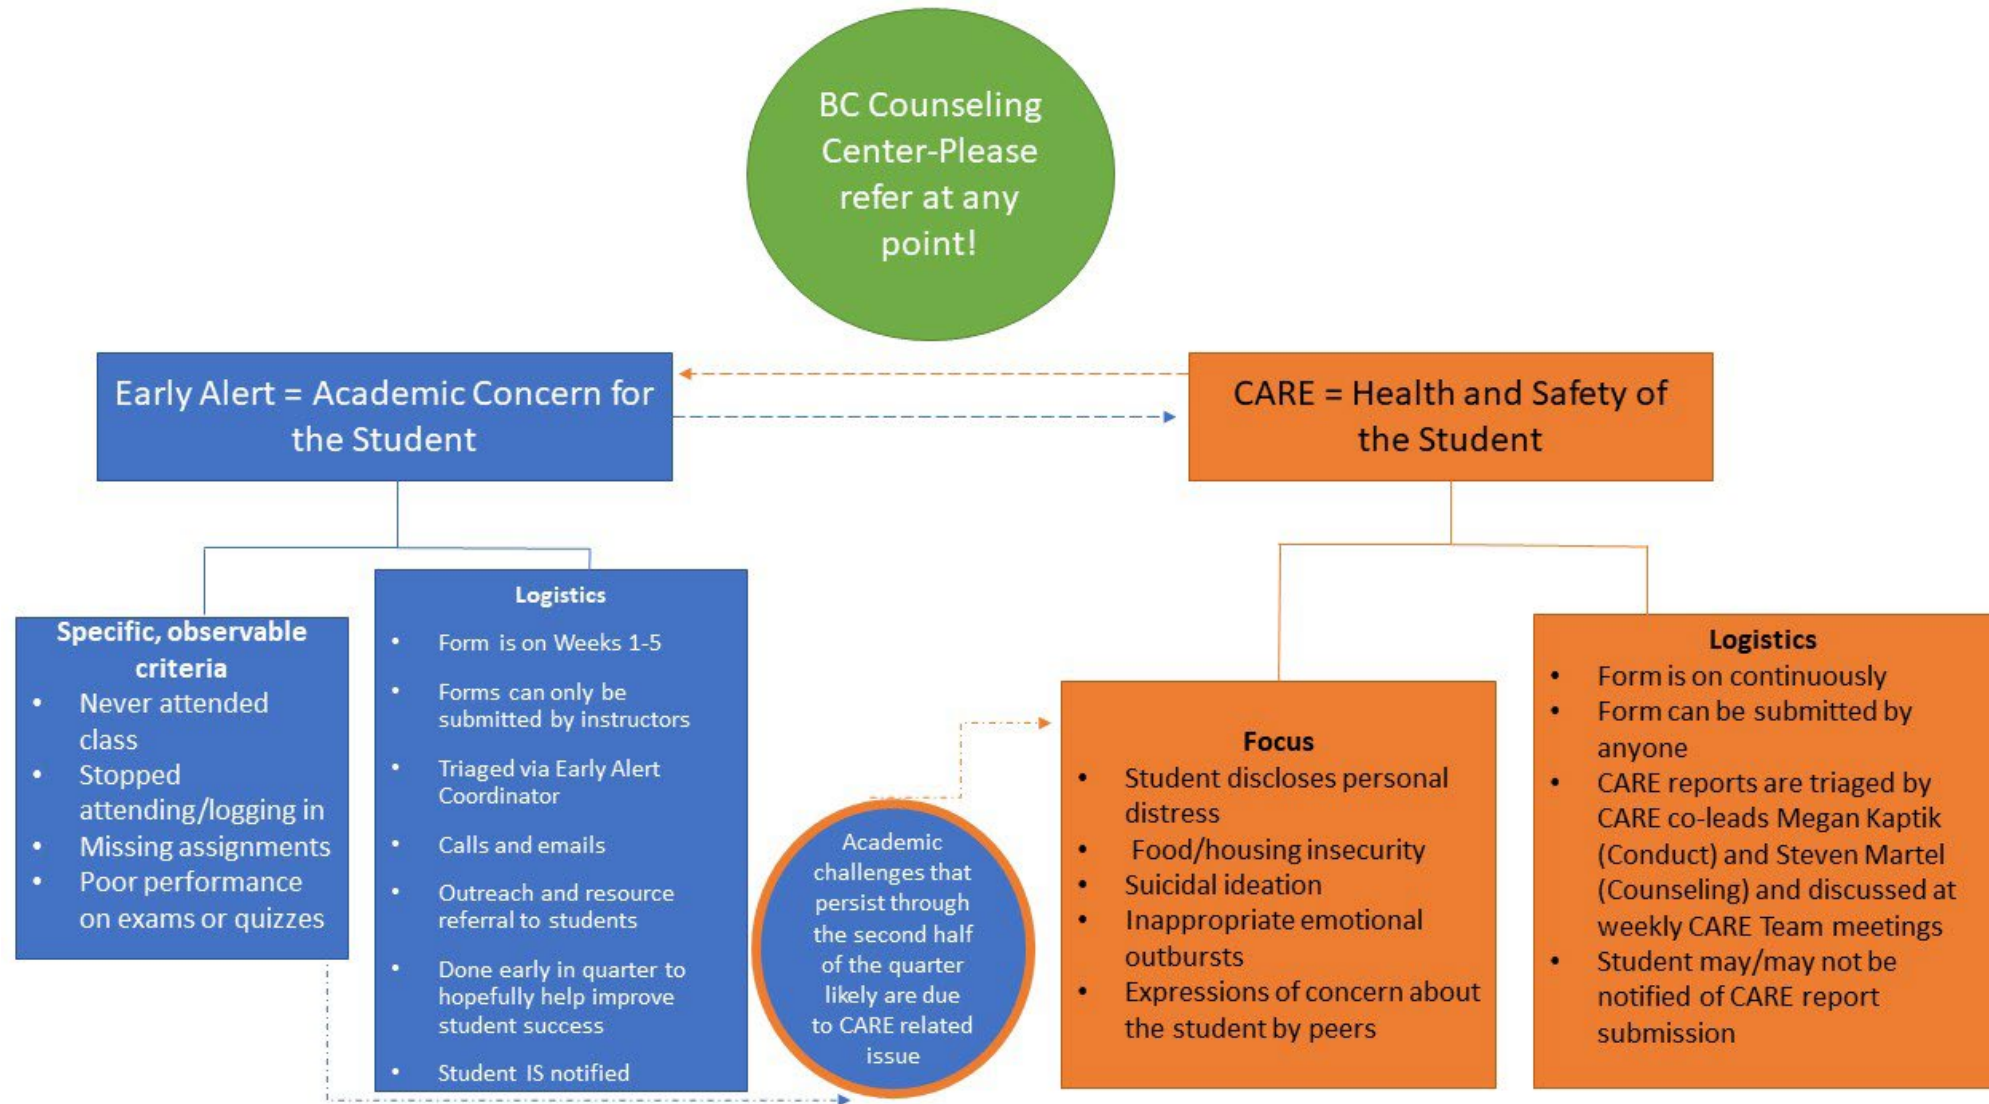 BC Counseling
Center-Please
refer at any
point!
Early Alert = Academic Concern for
the Student
CARE = Health and Safety of
the Student
Specific, observable
criteria
• Never attended
class
• Stopped
attending/logging in
• Missing assignments
• Poor performance
on exams or quizzes
Logistics
• Form is on Weeks 1-5
• Forms can only be
submitted by instructors
• Triaged via Early Alert
Coordinator
• Calls and emails
• Outreach and resource
referral to students
• Done early in quarter to
hopefully help improve
student success
• Student IS notified
Academic
challenges that
persist through
the second half
of the quarter
likely are due
to CARE related
issue
Focus
• Student discloses personal
distress
• Food/housing insecurity
• Suicidal ideation
• Inappropriate emotional
outbursts
• Expressions of concern about
the student by peers
Logistics
• Form is on continuously
• Form can be submitted by
anyone
• CARE reports are triaged by
CARE co-leads Megan Kaptik
(Conduct) and Steven Martel
(Counseling) and discussed at
weekly CARE Team meetings
• Student may/may not be
notified of CARE report
submission